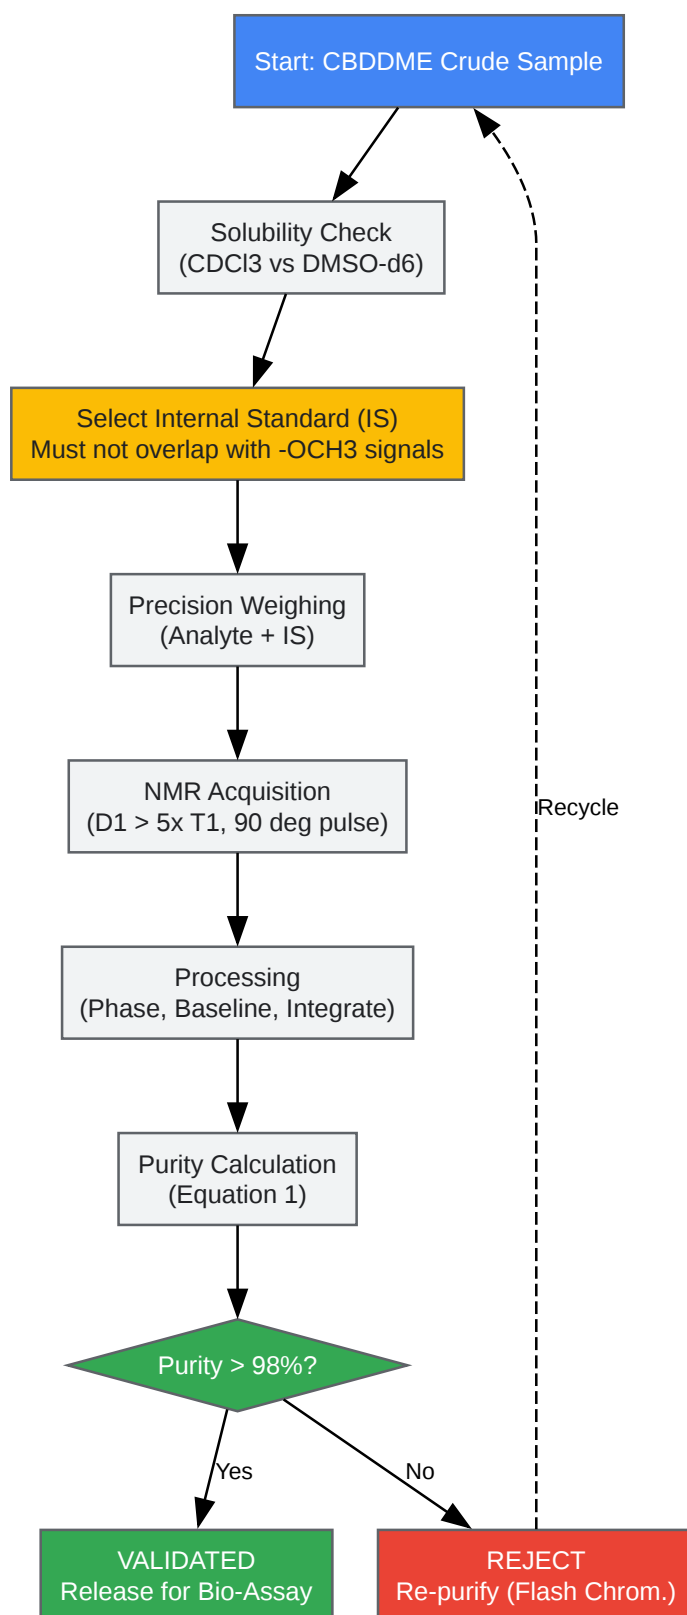 Start: CBDDME Crude Sample
Solubility Check
(CDCl3 vs DMSO-d6)
Select Internal Standard (IS)
Must not overlap with -OCH3 signals
Precision Weighing
(Analyte + IS)
NMR Acquisition
(D1 > 5x T1, 90 deg pulse)
Recycle
Processing
(Phase, Baseline, Integrate)
Purity Calculation
(Equation 1)
Purity > 98%?
Yes
No
VALIDATED
Release for Bio-Assay
REJECT
Re-purify (Flash Chrom.)